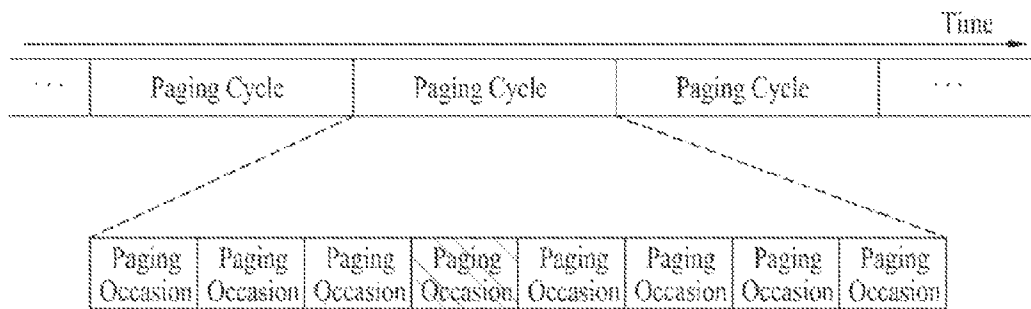 Time
... Paging Cycle Paging Cycle Paging Cycle ...
Paging Paging Paging Paging Paging Paging Paging Paging
Occasion Occasion Occasion Occasion Occasion Occasion Occasion Occasion